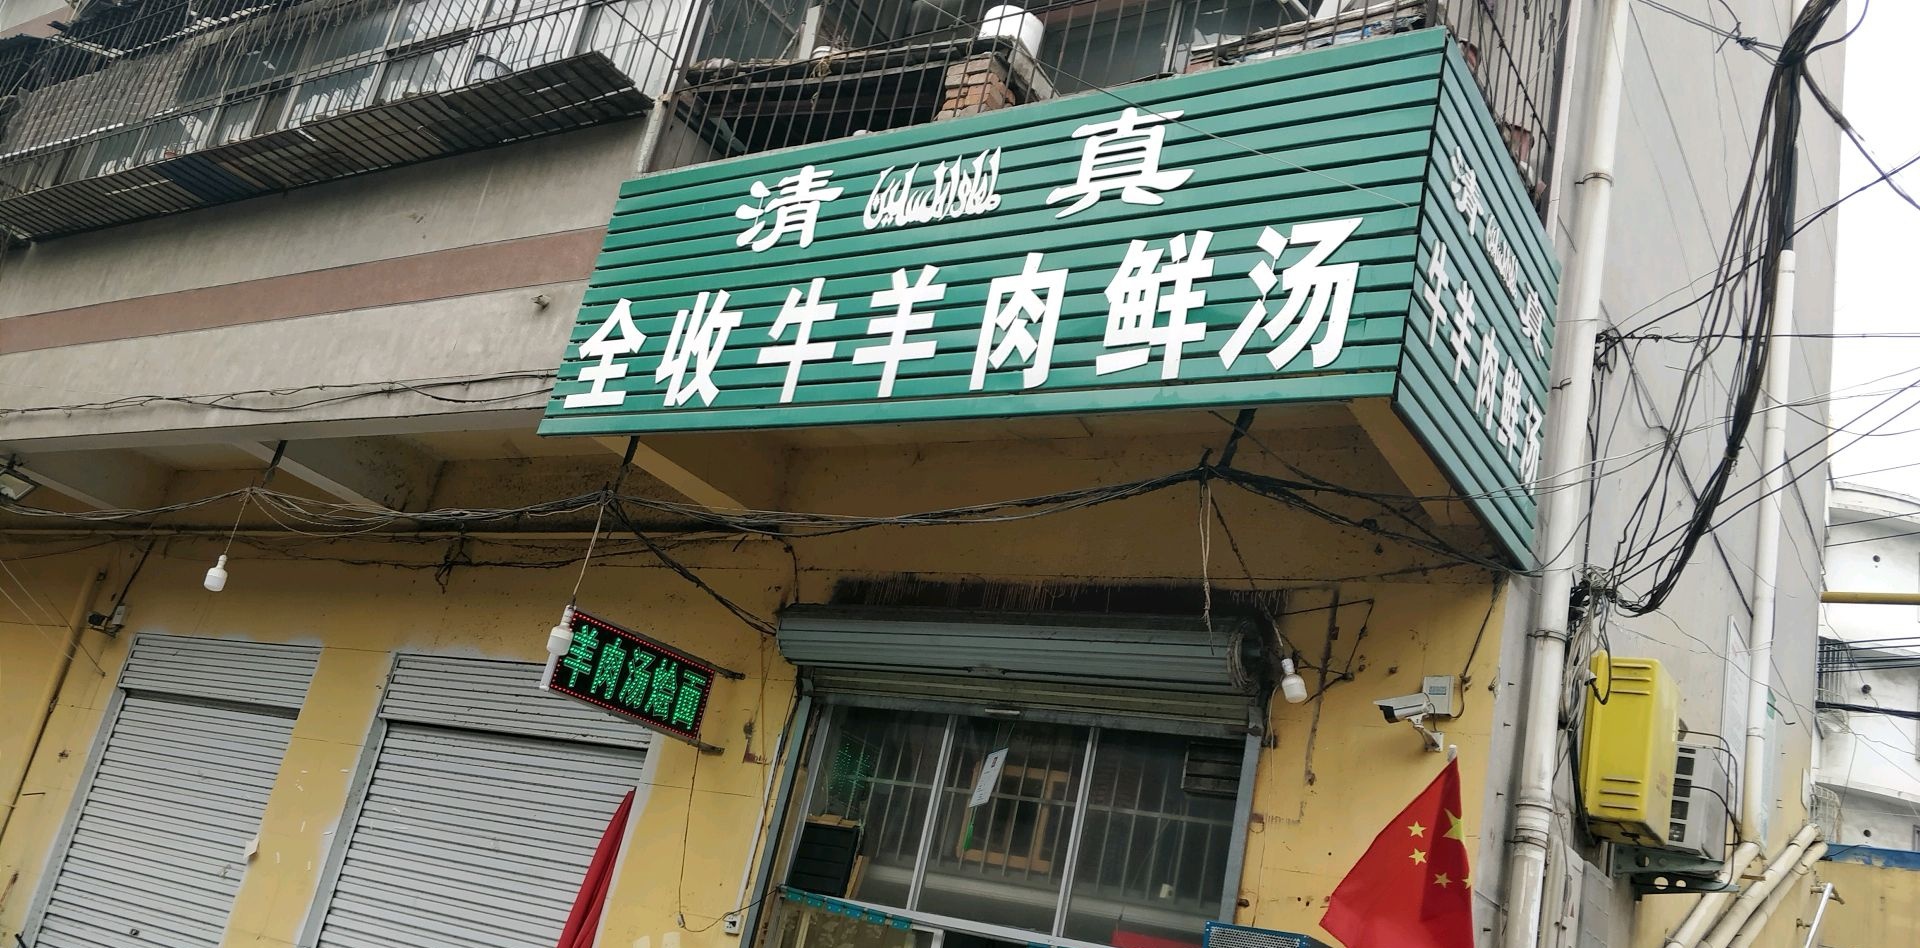 清 真
全收牛羊肉鲜汤
清 真
牛羊肉鲜汤
羊肉汤烩面